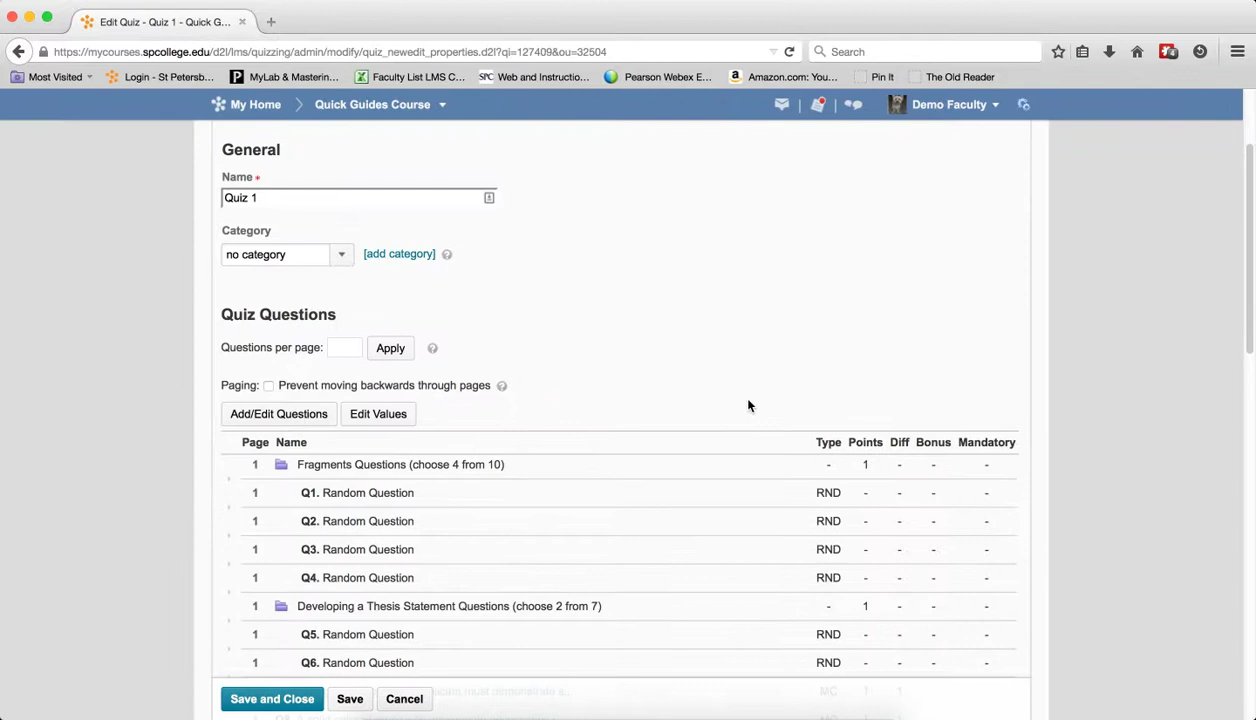 Edit Quiz - Quiz 1 - Quick G...
https://mycourses.spcollege.edu/d2l/lms/quizzing/admin/modify/quiz_newedit_properties.d2l?qi=127409&ou=32504
Search
Most Visited
Login - St Petersb...
MyLab & Mastering...
Faculty List LMS C...
SPC Web and Instructio...
Pearson Webex E...
Amazon.com: You...
Pin It
The Old Reader
My Home
Quick Guides Course
Demo Faculty
General
Name *
Quiz 1
Category
no category
[add category]
Quiz Questions
Questions per page:
Apply
Paging: Prevent moving backwards through pages
Add/Edit Questions Edit Values
Page Name Type Points Diff Bonus Mandatory
1 Fragments Questions (choose 4 from 10) - 1 - - -
1 Q1. Random Question RND - - - -
1 Q2. Random Question RND - - - -
1 Q3. Random Question RND - - - -
1 Q4. Random Question RND - - - -
1 Developing a Thesis Statement Questions (choose 2 from 7) - 1 - - -
1 Q5. Random Question RND - - - -
1 Q6. Random Question RND - - - -
must demonstrate a... MC 1 1
Save and Close Save Cancel